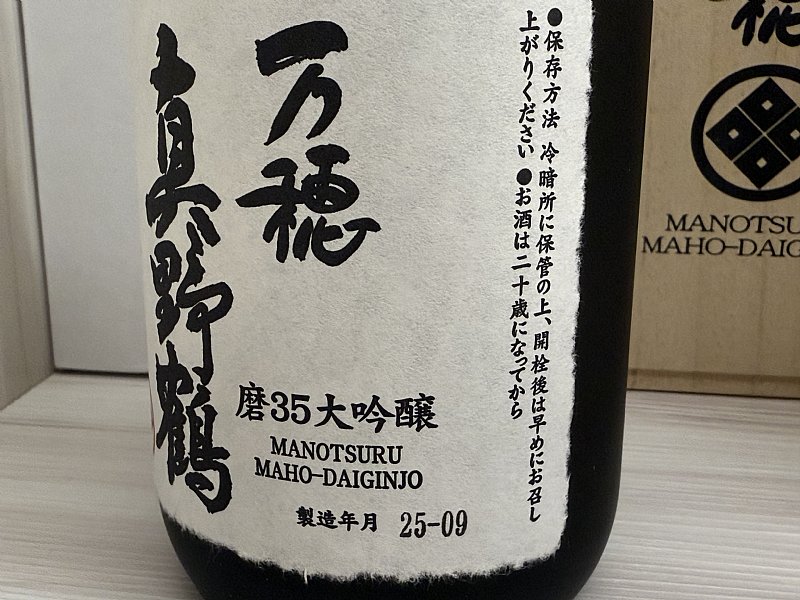 万穂
真野鶴
磨35大吟醸
MANOTSURU
MAHO-DAIGINJO
製造年月 25-09
●保存方法 冷暗所に保管の上、開栓後は早めにお召し
上がりください ●お酒は二十歳になってから
穂
MANOTSU
MAHO-DAIG